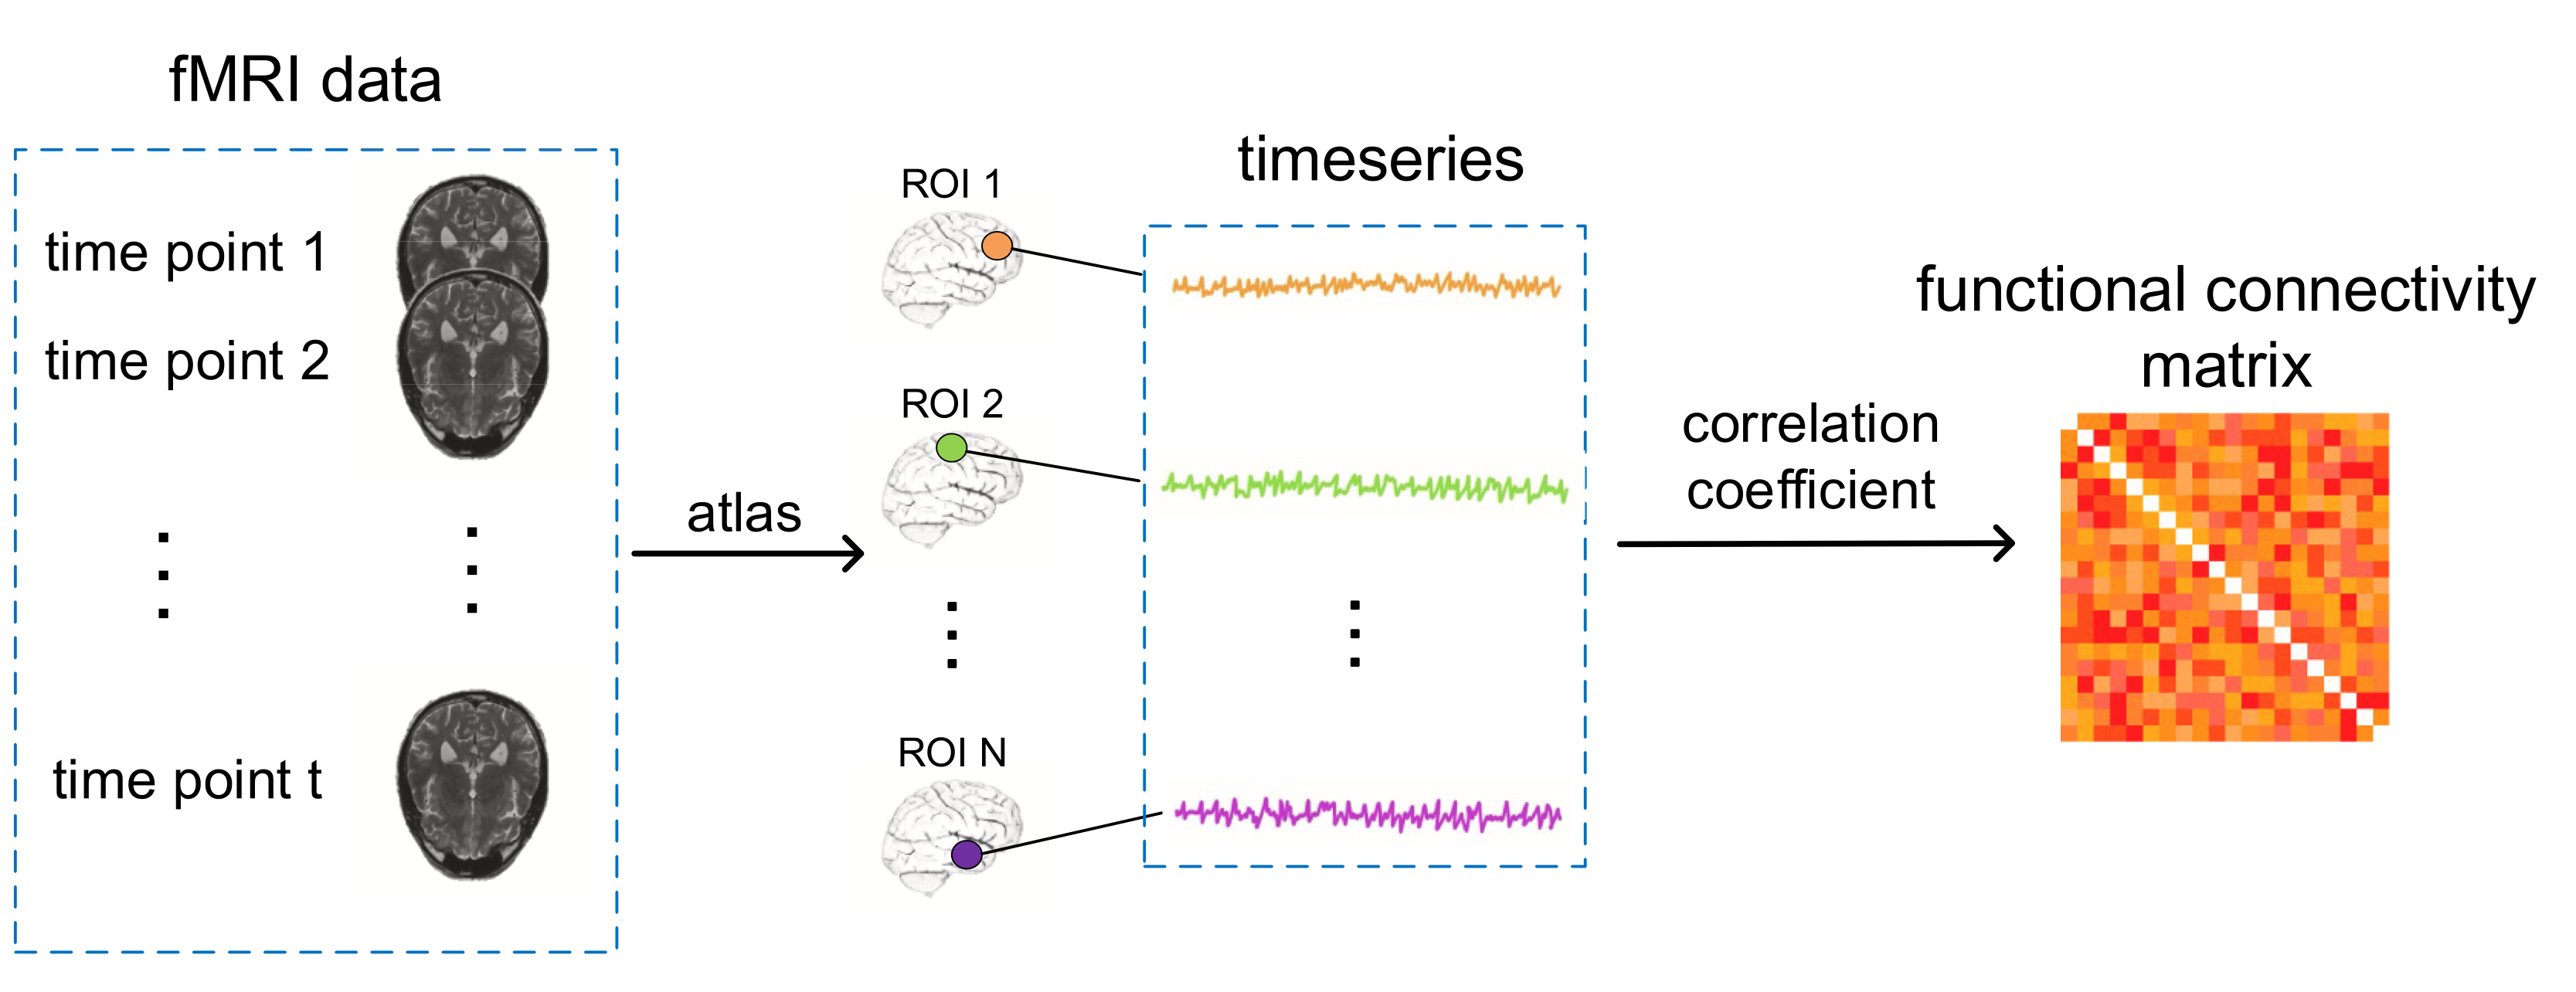 fMRI data
time point 1
time point 2
time point t
atlas
ROI 1
ROI 2
ROI N
timeseries
correlation
coefficient
functional connectivity
matrix